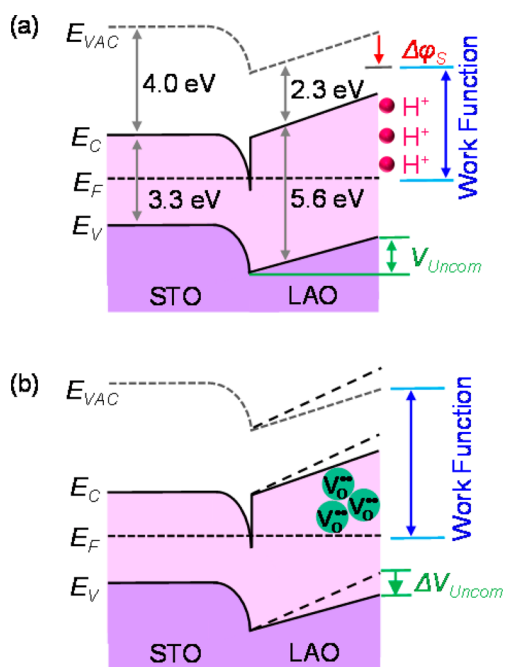 (a)
E_VAC
Δφ_S
4.0 eV
2.3 eV
H⁺
H⁺
H⁺
Work Function
E_C
E_F
3.3 eV
5.6 eV
E_V
V_Uncom
STO
LAO
(b)
E_VAC
Work Function
E_C
V_O^••
V_O^••
V_O^••
E_F
E_V
ΔV_Uncom
STO
LAO